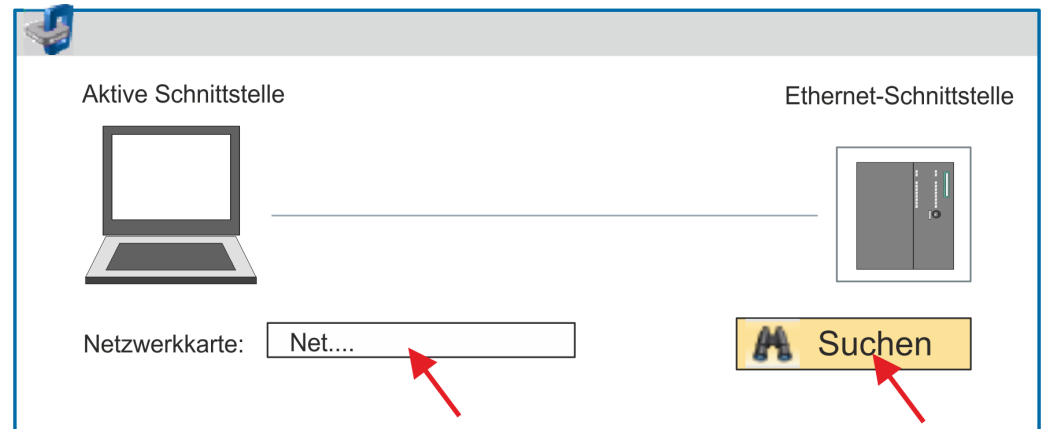 Aktive Schnittstelle
Ethernet-Schnittstelle
Netzwerkkarte:
Net....
Suchen